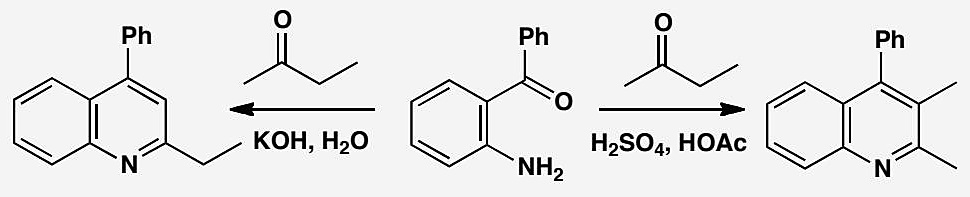 Ph
N
O
KOH, H₂O
Ph
O
NH₂
O
H₂SO₄, HOAc
Ph
N